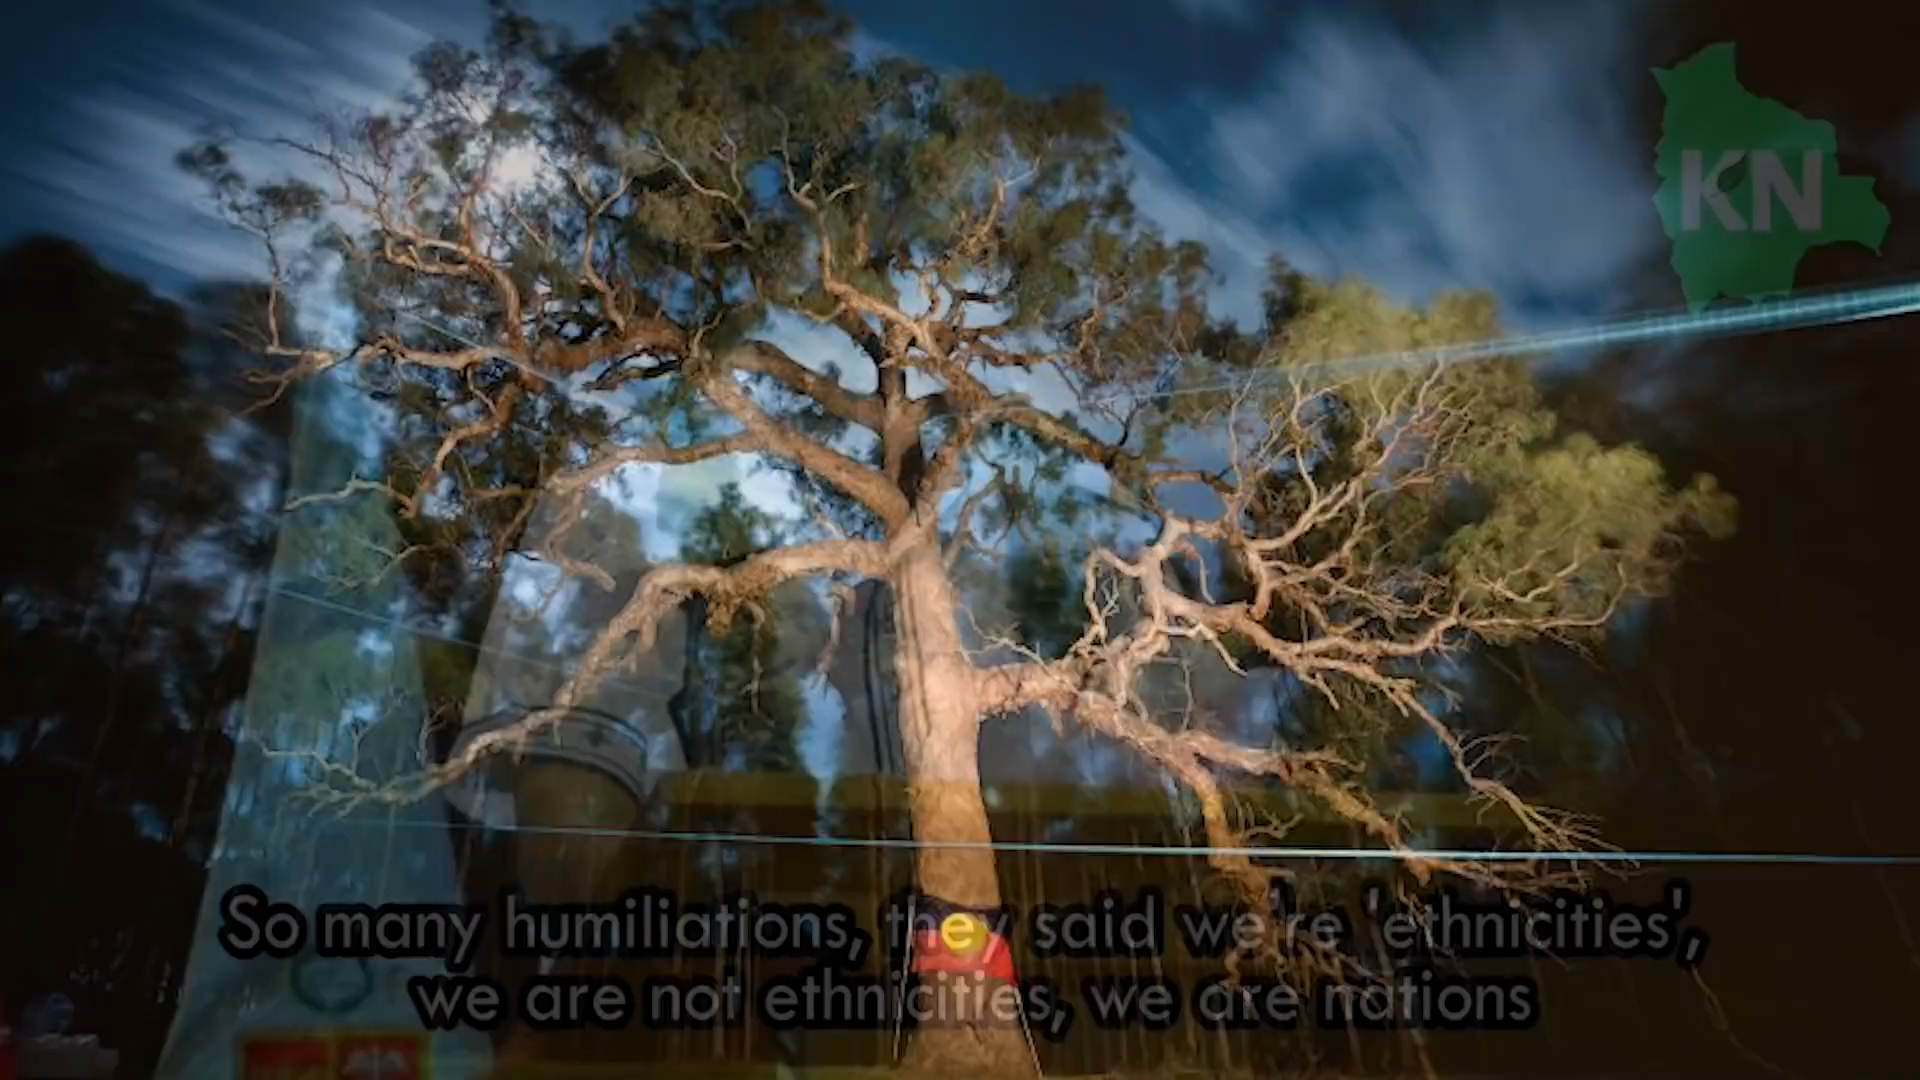 KN
So many humiliations, they said we're 'ethnicities',
we are not ethnicities, we are nations